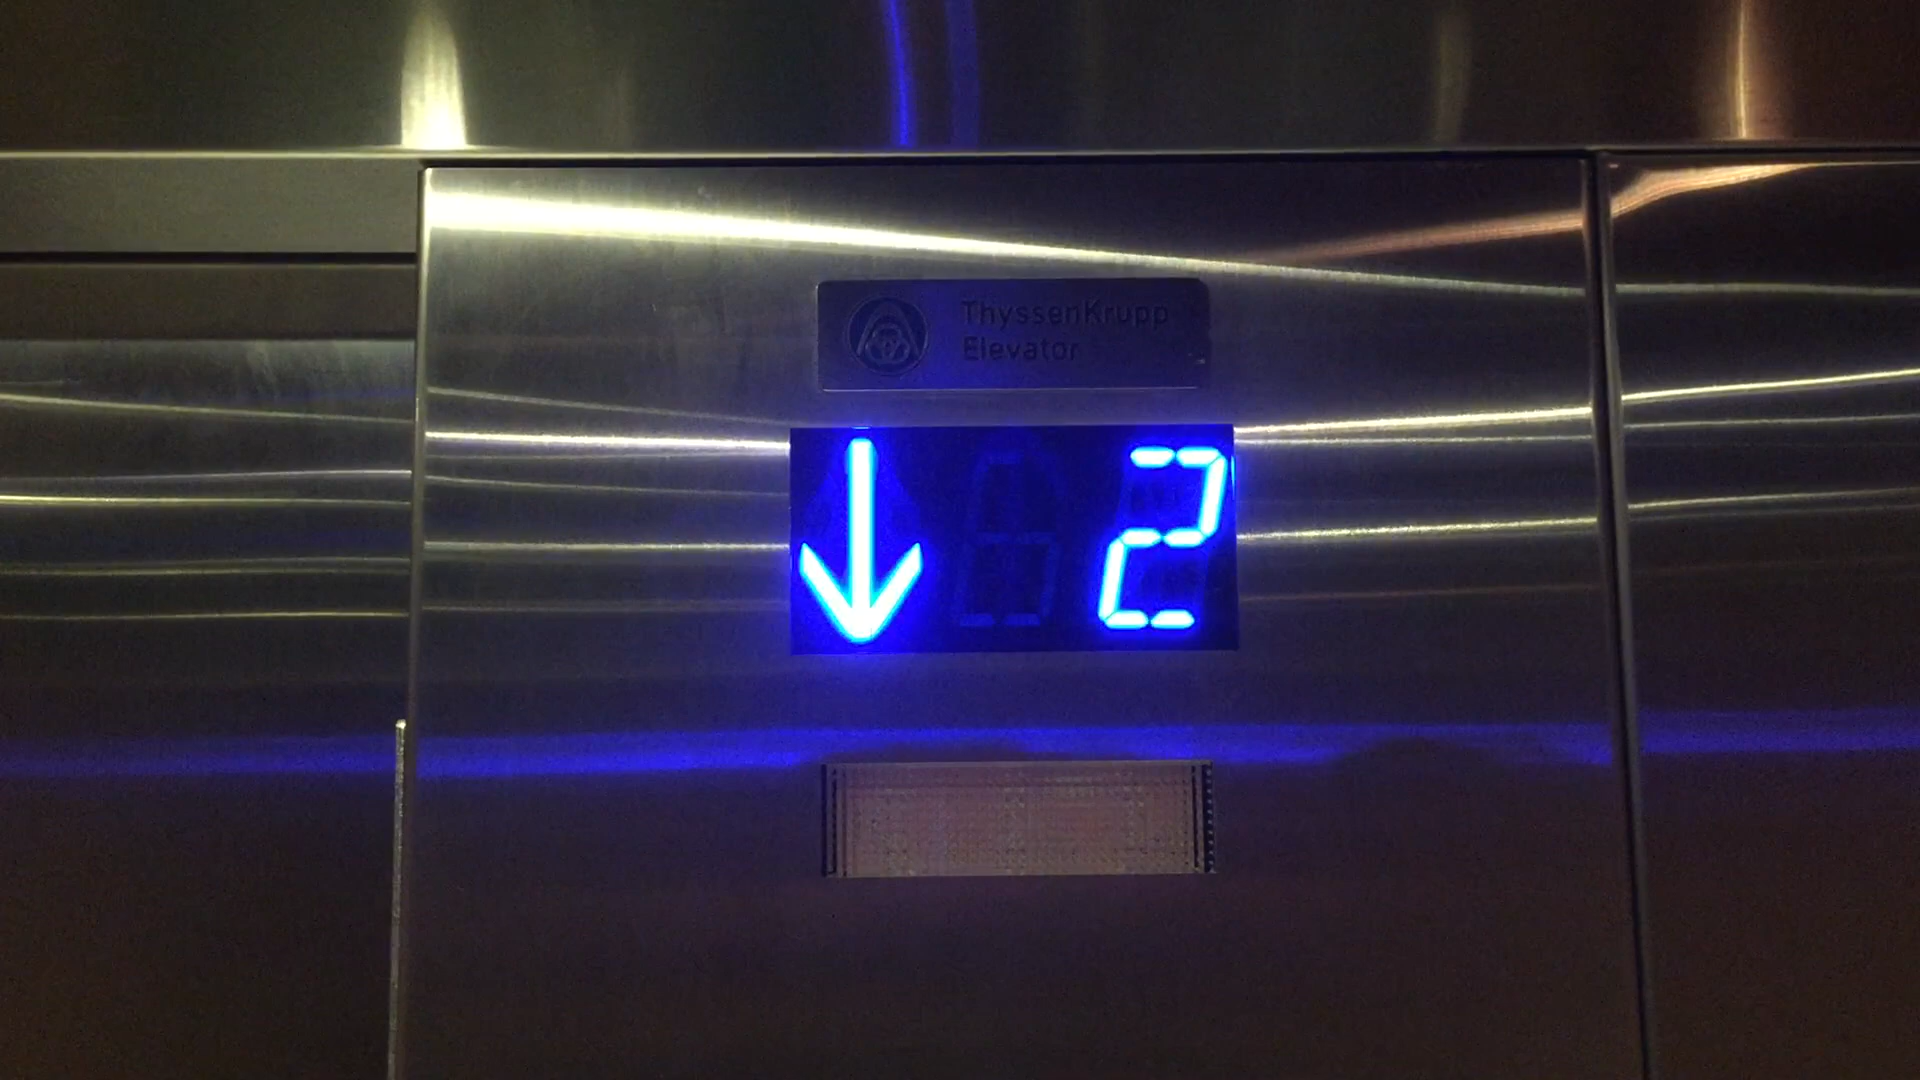 ThyssenKrupp
Elevator
↓ 2